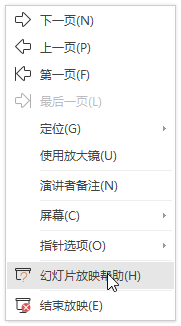 下一页(N)
上一页(P)
第一页(F)
最后一页(L)
定位(G)
使用放大镜(U)
演讲者备注(N)
屏幕(C)
指针选项(O)
幻灯片放映帮助(H)
结束放映(E)